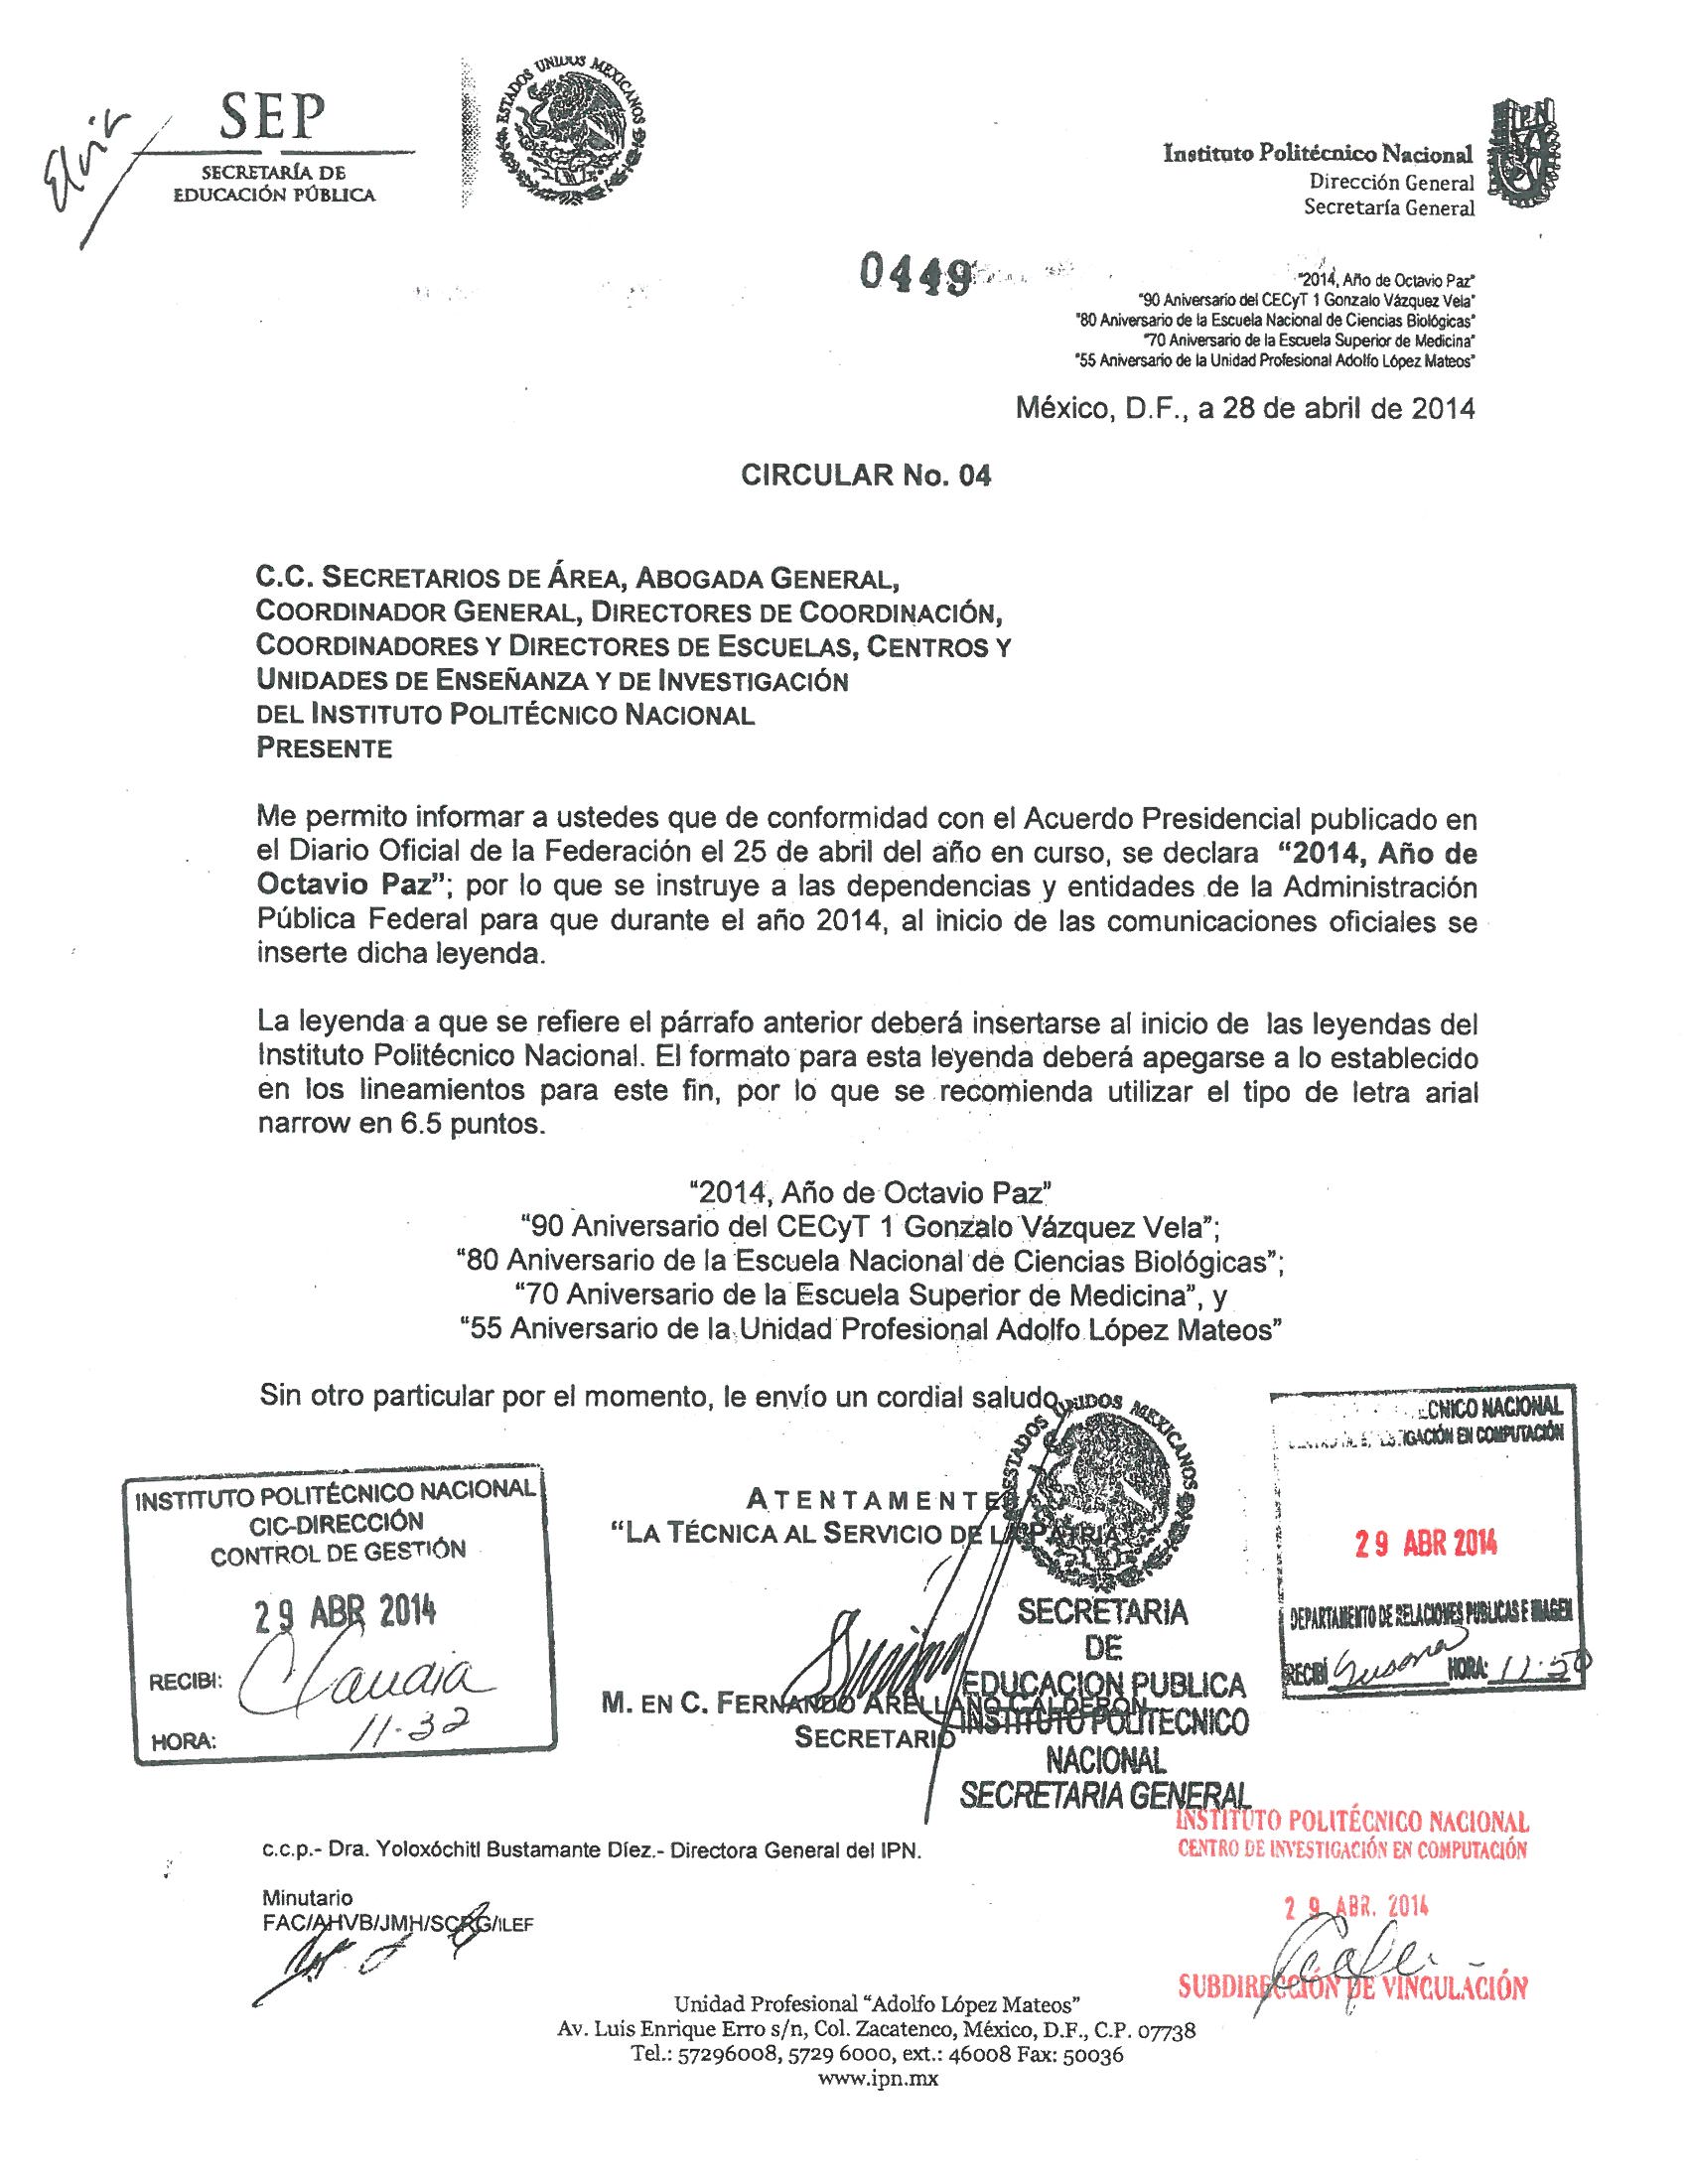 Elvir
SEP
SECRETARÍA DE
EDUCACIÓN PÚBLICA
ESTADOS UNIDOS MEXICANOS
Instituto Politécnico Nacional
Dirección General
Secretaría General
0449
"2014, Año de Octavio Paz"
"90 Aniversario del CECyT 1 Gonzalo Vázquez Vela"
"80 Aniversario de la Escuela Nacional de Ciencias Biológicas"
"70 Aniversario de la Escuela Superior de Medicina"
"55 Aniversario de la Unidad Profesional Adolfo López Mateos"
México, D.F., a 28 de abril de 2014
CIRCULAR No. 04
C.C. SECRETARIOS DE ÁREA, ABOGADA GENERAL,
COORDINADOR GENERAL, DIRECTORES DE COORDINACIÓN,
COORDINADORES Y DIRECTORES DE ESCUELAS, CENTROS Y
UNIDADES DE ENSEÑANZA Y DE INVESTIGACIÓN
DEL INSTITUTO POLITÉCNICO NACIONAL
PRESENTE
Me permito informar a ustedes que de conformidad con el Acuerdo Presidencial publicado en
el Diario Oficial de la Federación el 25 de abril del año en curso, se declara "2014, Año de
Octavio Paz"; por lo que se instruye a las dependencias y entidades de la Administración
Pública Federal para que durante el año 2014, al inicio de las comunicaciones oficiales se
inserte dicha leyenda.
La leyenda a que se refiere el párrafo anterior deberá insertarse al inicio de las leyendas del
Instituto Politécnico Nacional. El formato para esta leyenda deberá apegarse a lo establecido
en los lineamientos para este fin, por lo que se recomienda utilizar el tipo de letra arial
narrow en 6.5 puntos.
"2014, Año de Octavio Paz"
"90 Aniversario del CECyT 1 Gonzalo Vázquez Vela";
"80 Aniversario de la Escuela Nacional de Ciencias Biológicas";
"70 Aniversario de la Escuela Superior de Medicina", y
"55 Aniversario de la Unidad Profesional Adolfo López Mateos"
Sin otro particular por el momento, le envío un cordial saludo
ATENTAMENTE
"LA TÉCNICA AL SERVICIO DE LA PATRIA"
M. EN C. FERNANDO ARELLANO CALDERÓN
SECRETARIO
ESTADOS UNIDOS MEXICANOS
SECRETARIA
DE
EDUCACION PUBLICA
INSTITUTO POLITECNICO
NACIONAL
SECRETARIA GENERAL
INSTITUTO POLITÉCNICO NACIONAL
CIC-DIRECCIÓN
CONTROL DE GESTIÓN
29 ABR 2014
RECIBI: Claudia
HORA: 11-32
CNICO NACIONAL
IGACIÓN EN COMPUTACIÓN
29 ABR 2014
DEPARTAMENTO DE RELACIONES PUBLICAS E IMAGEN
RECIBÍ Susana HORA: 11:50
c.c.p.- Dra. Yoloxóchitl Bustamante Díez.- Directora General del IPN.
Minutario
FAC/AHVB/JMH/SCRG/ILEF
INSTITUTO POLITÉCNICO NACIONAL
CENTRO DE INVESTIGACIÓN EN COMPUTACIÓN
29 ABR. 2014
SUBDIRECCIÓN DE VINCULACIÓN
Unidad Profesional "Adolfo López Mateos"
Av. Luis Enrique Erro s/n, Col. Zacatenco, México, D.F., C.P. 07738
Tel.: 57296008, 5729 6000, ext.: 46008 Fax: 50036
www.ipn.mx